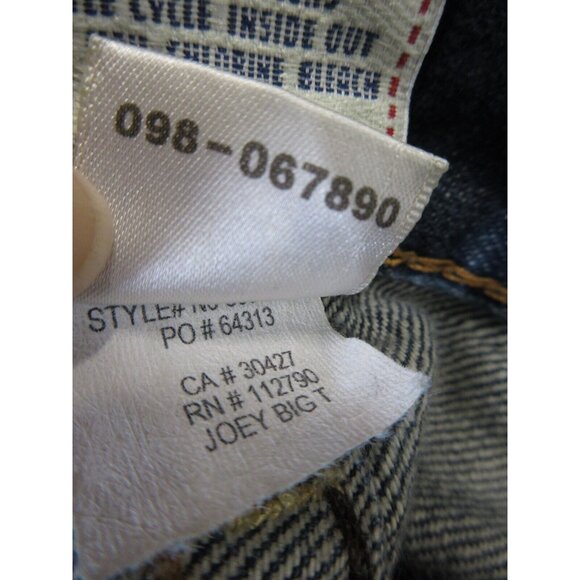 CYCLE INSIDE OUT
CHLORINE BLEACH
098-067890
STYLE#
PO # 64313
CA # 30427
RN # 112790
JOEY BIG T